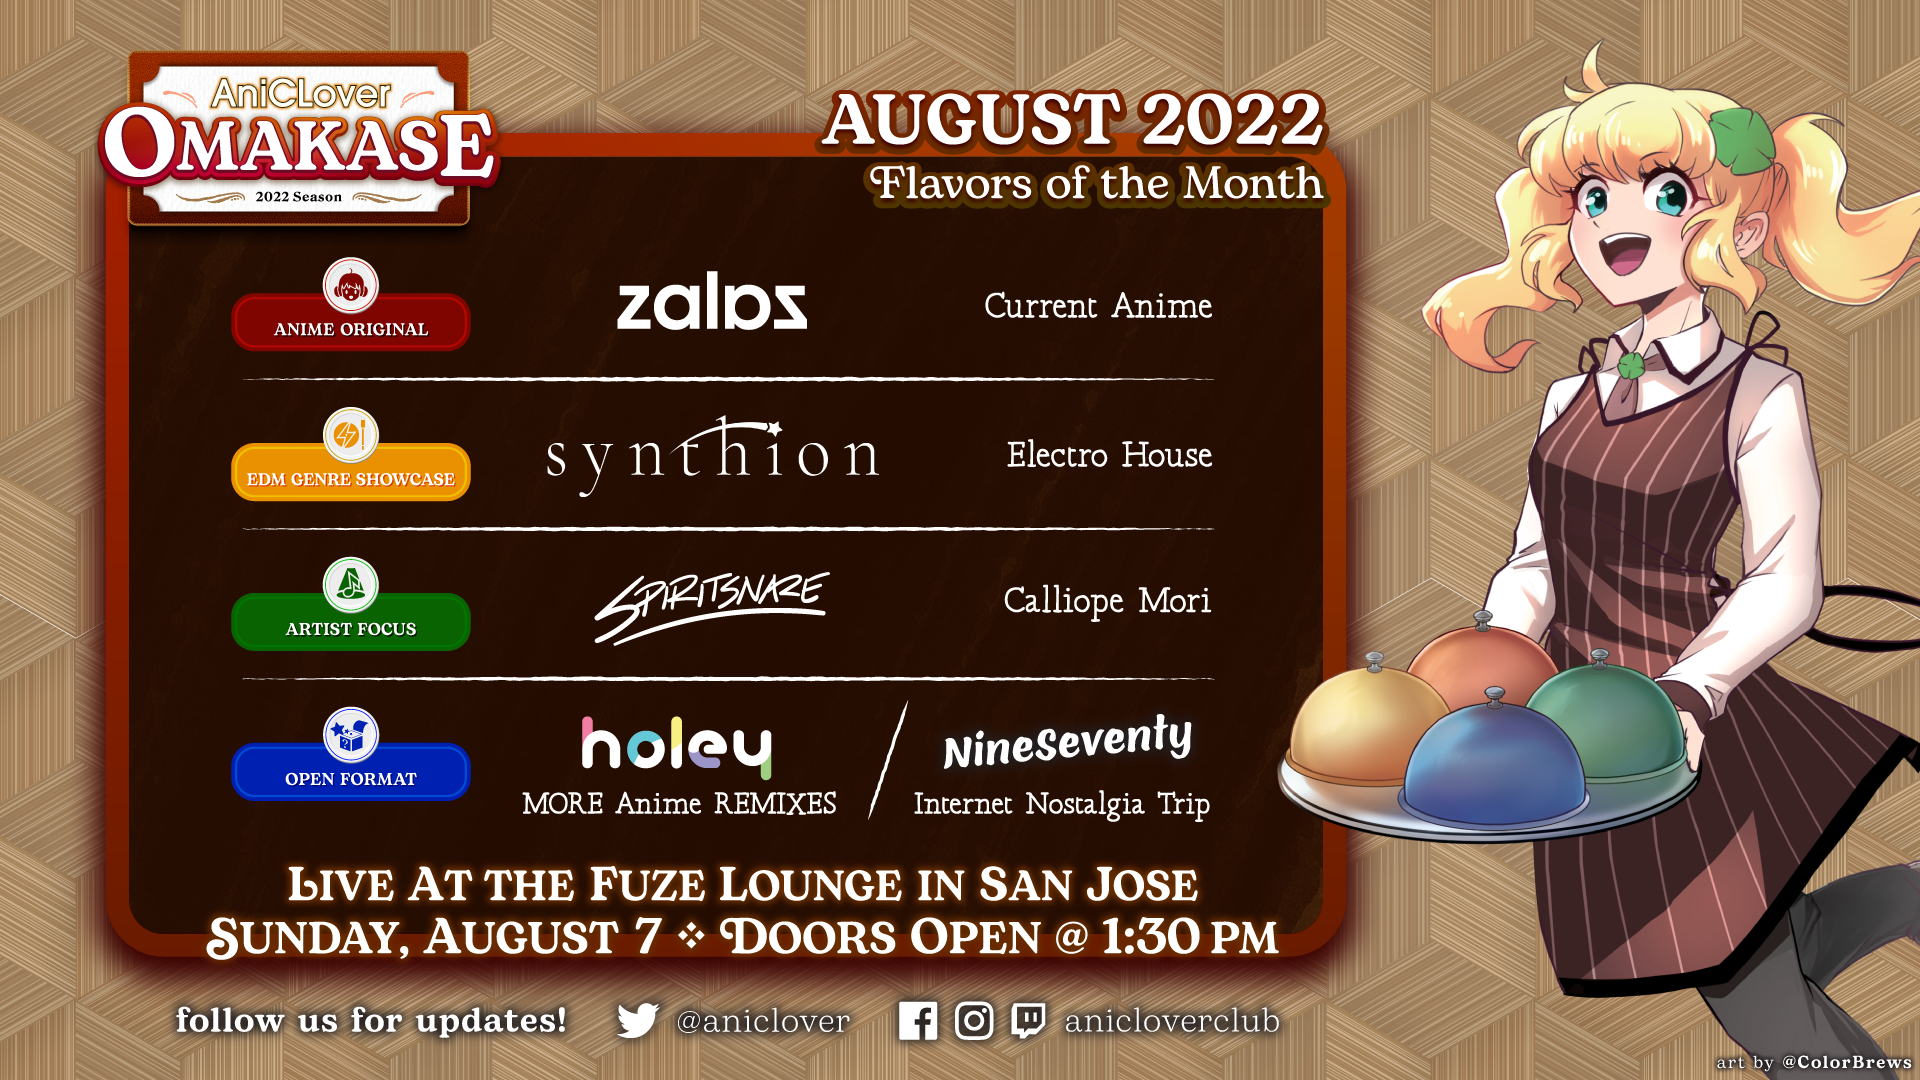 AniCLover
OMAKASE
2022 Season
AUGUST 2022
Flavors of the Month
ANIME ORIGINAL
zalaz
Current Anime
EDM GENRE SHOWCASE
synthion
Electro House
ARTIST FOCUS
SPIRITSNARE
Calliope Mori
OPEN FORMAT
holey
MORE Anime REMIXES
NineSeventy
Internet Nostalgia Trip
LIVE AT THE FUZE LOUNGE IN SAN JOSE
SUNDAY, AUGUST 7 ❖ DOORS OPEN @ 1:30 PM
follow us for updates! @aniclover anicloverclub
art by @ColorBrews